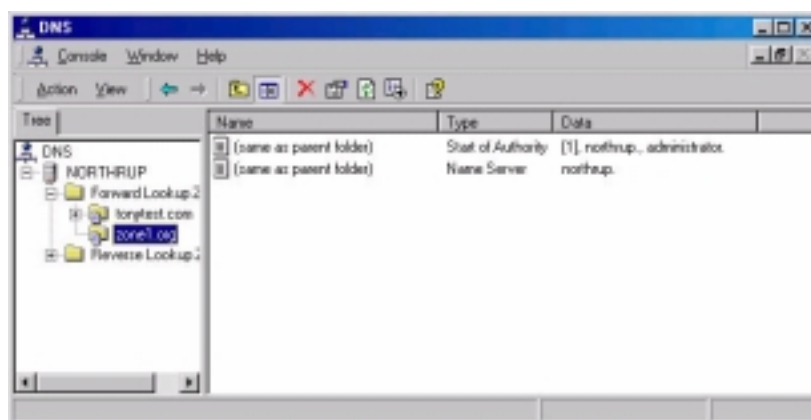 DNS
Console Window Help
Action View
Tree
Name Type Data
DNS
NORTHRUP
Forward Lookup Z
tonytest.com
zone1.org
Reverse Lookup Z
(same as parent folder) Start of Authority [1], northrup., administrator.
(same as parent folder) Name Server northrup.